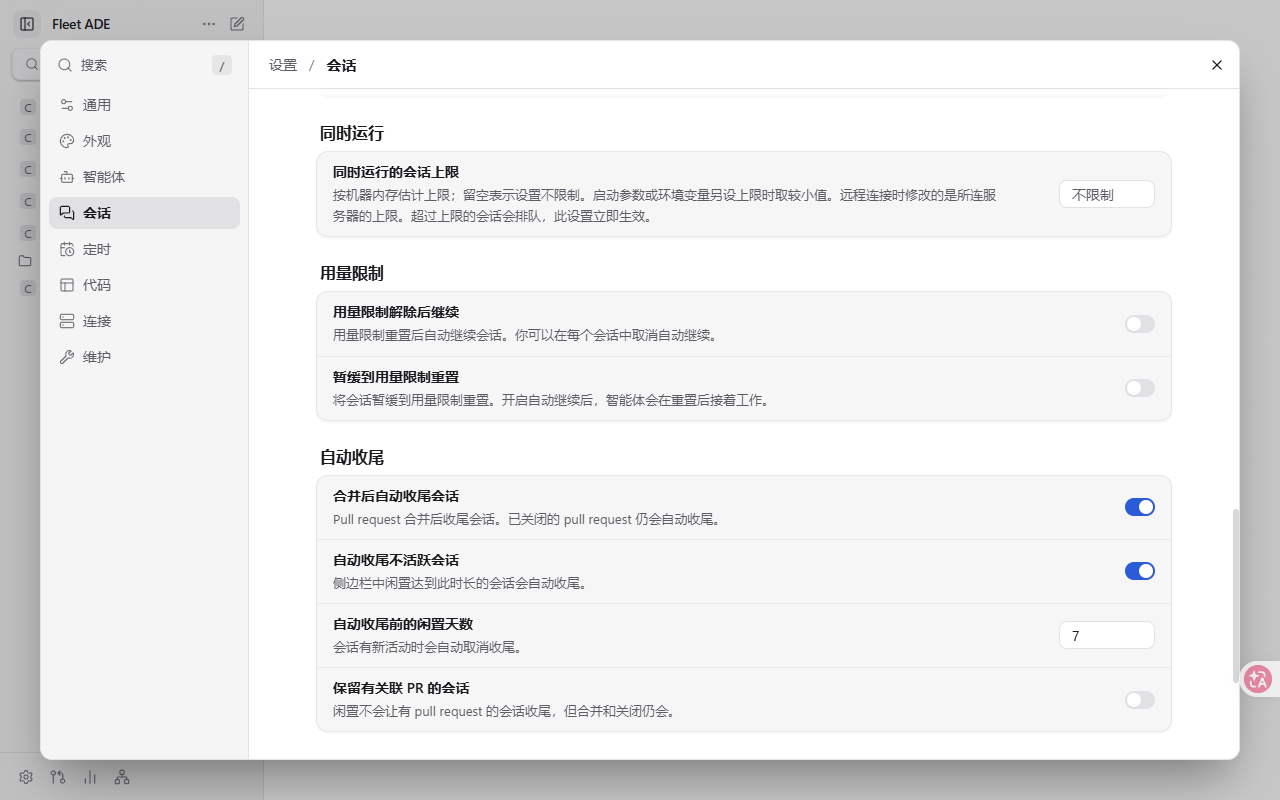 Fleet ADE
搜索
/
通用
外观
智能体
会话
定时
代码
连接
维护
C
C
C
C
C
C
设置 / 会话
同时运行
同时运行的会话上限
按机器内存估计上限；留空表示设置不限制。启动参数或环境变量另设上限时取较小值。远程连接时修改的是所连服
务器的上限。超过上限的会话会排队，此设置立即生效。
不限制
用量限制
用量限制解除后继续
用量限制重置后自动继续会话。你可以在每个会话中取消自动继续。
暂缓到用量限制重置
将会话暂缓到用量限制重置。开启自动继续后，智能体会在重置后接着工作。
自动收尾
合并后自动收尾会话
Pull request 合并后收尾会话。已关闭的 pull request 仍会自动收尾。
自动收尾不活跃会话
侧边栏中闲置达到此时长的会话会自动收尾。
自动收尾前的闲置天数
会话有新活动时会自动取消收尾。
7
保留有关联 PR 的会话
闲置不会让有 pull request 的会话收尾，但合并和关闭仍会。